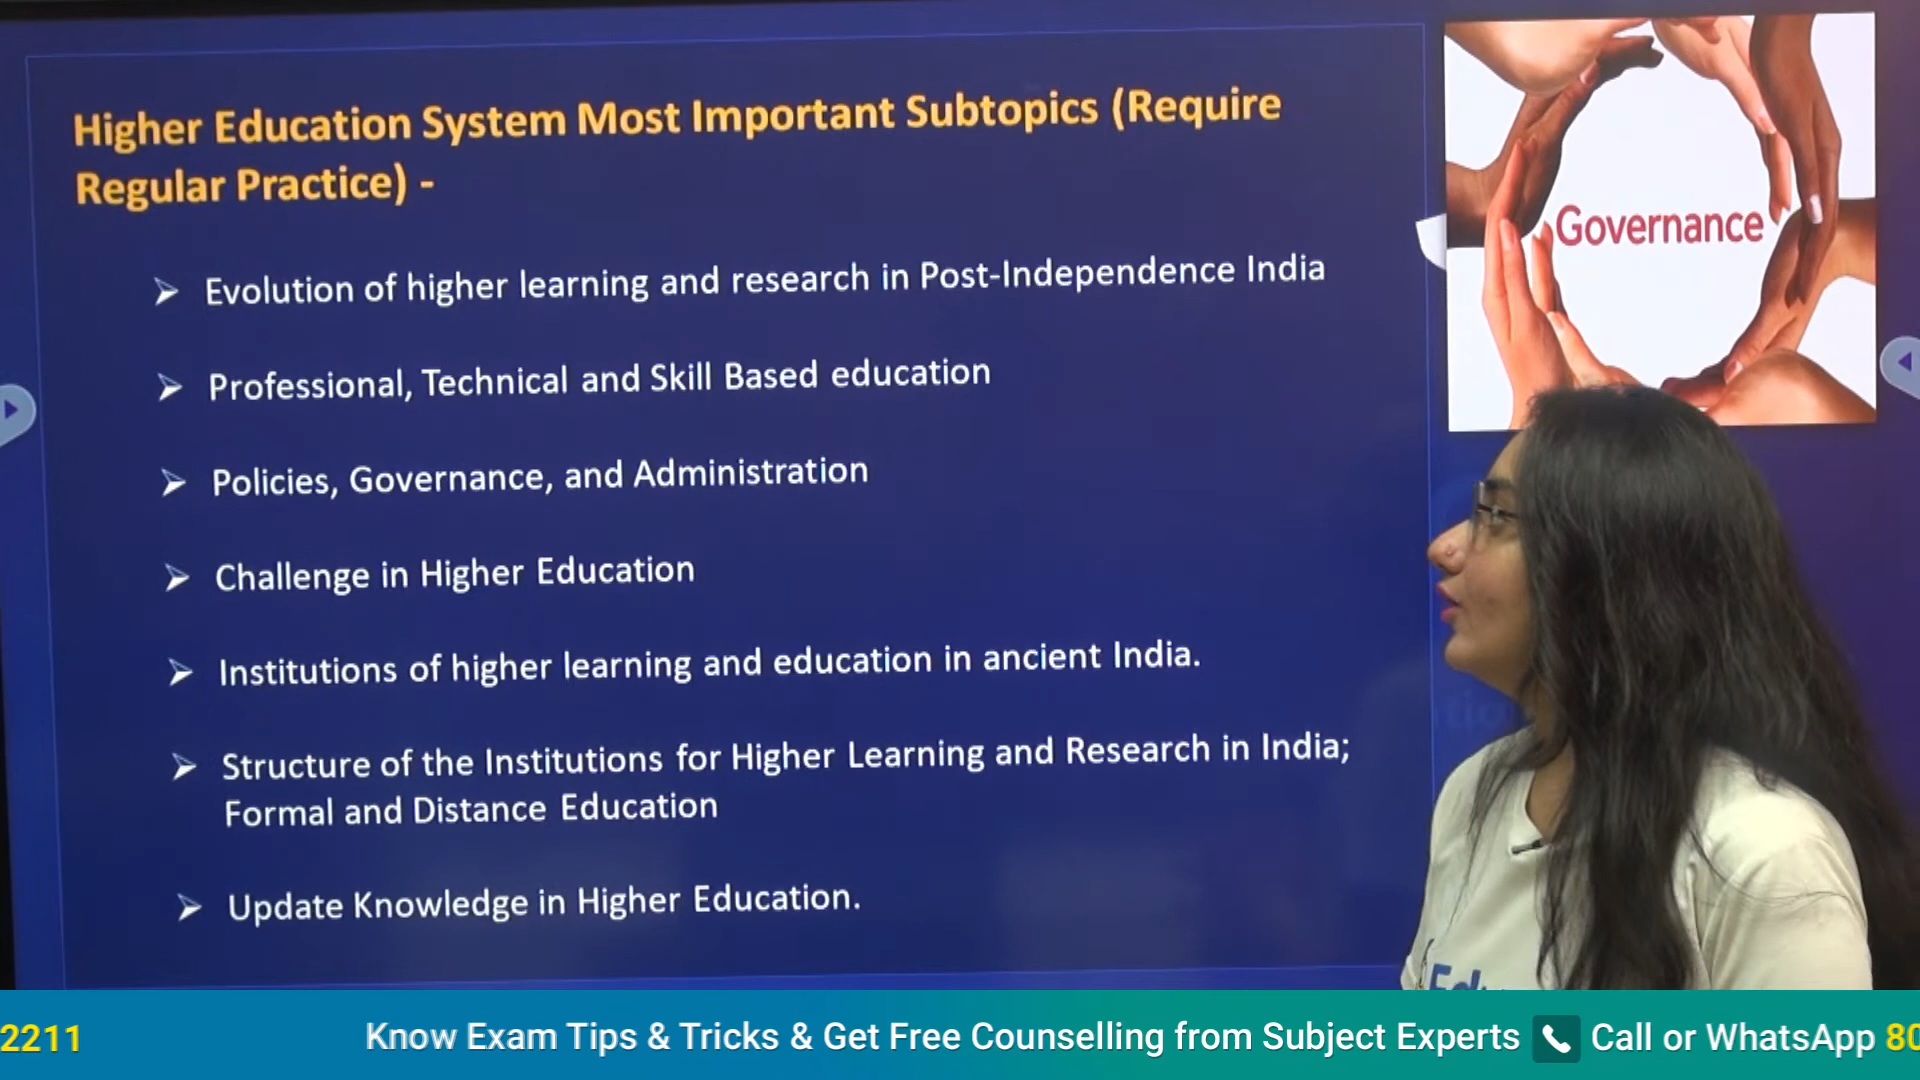 Higher Education System Most Important Subtopics (Require
Regular Practice) -
Governance
Evolution of higher learning and research in Post-Independence India
Professional, Technical and Skill Based education
Policies, Governance, and Administration
Challenge in Higher Education
Institutions of higher learning and education in ancient India.
Structure of the Institutions for Higher Learning and Research in India;
Formal and Distance Education
Update Knowledge in Higher Education.
2211 Know Exam Tips & Tricks & Get Free Counselling from Subject Experts Call or WhatsApp 80